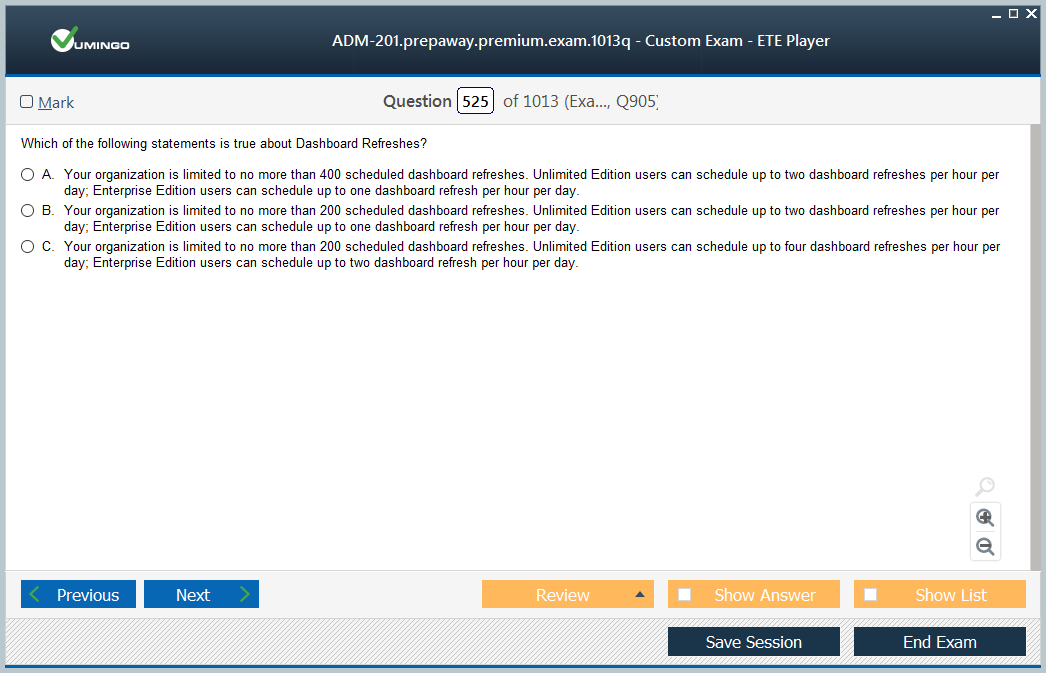 VUMINGO
ADM-201.prepaway.premium.exam.1013q - Custom Exam - ETE Player
Mark
Question 525 of 1013 (Exa..., Q905)
Which of the following statements is true about Dashboard Refreshes?
A. Your organization is limited to no more than 400 scheduled dashboard refreshes. Unlimited Edition users can schedule up to two dashboard refreshes per hour per
day; Enterprise Edition users can schedule up to one dashboard refresh per hour per day.
B. Your organization is limited to no more than 200 scheduled dashboard refreshes. Unlimited Edition users can schedule up to two dashboard refreshes per hour per
day; Enterprise Edition users can schedule up to one dashboard refresh per hour per day.
C. Your organization is limited to no more than 200 scheduled dashboard refreshes. Unlimited Edition users can schedule up to four dashboard refreshes per hour per
day; Enterprise Edition users can schedule up to two dashboard refresh per hour per day.
Previous
Next
Review
Show Answer
Show List
Save Session
End Exam